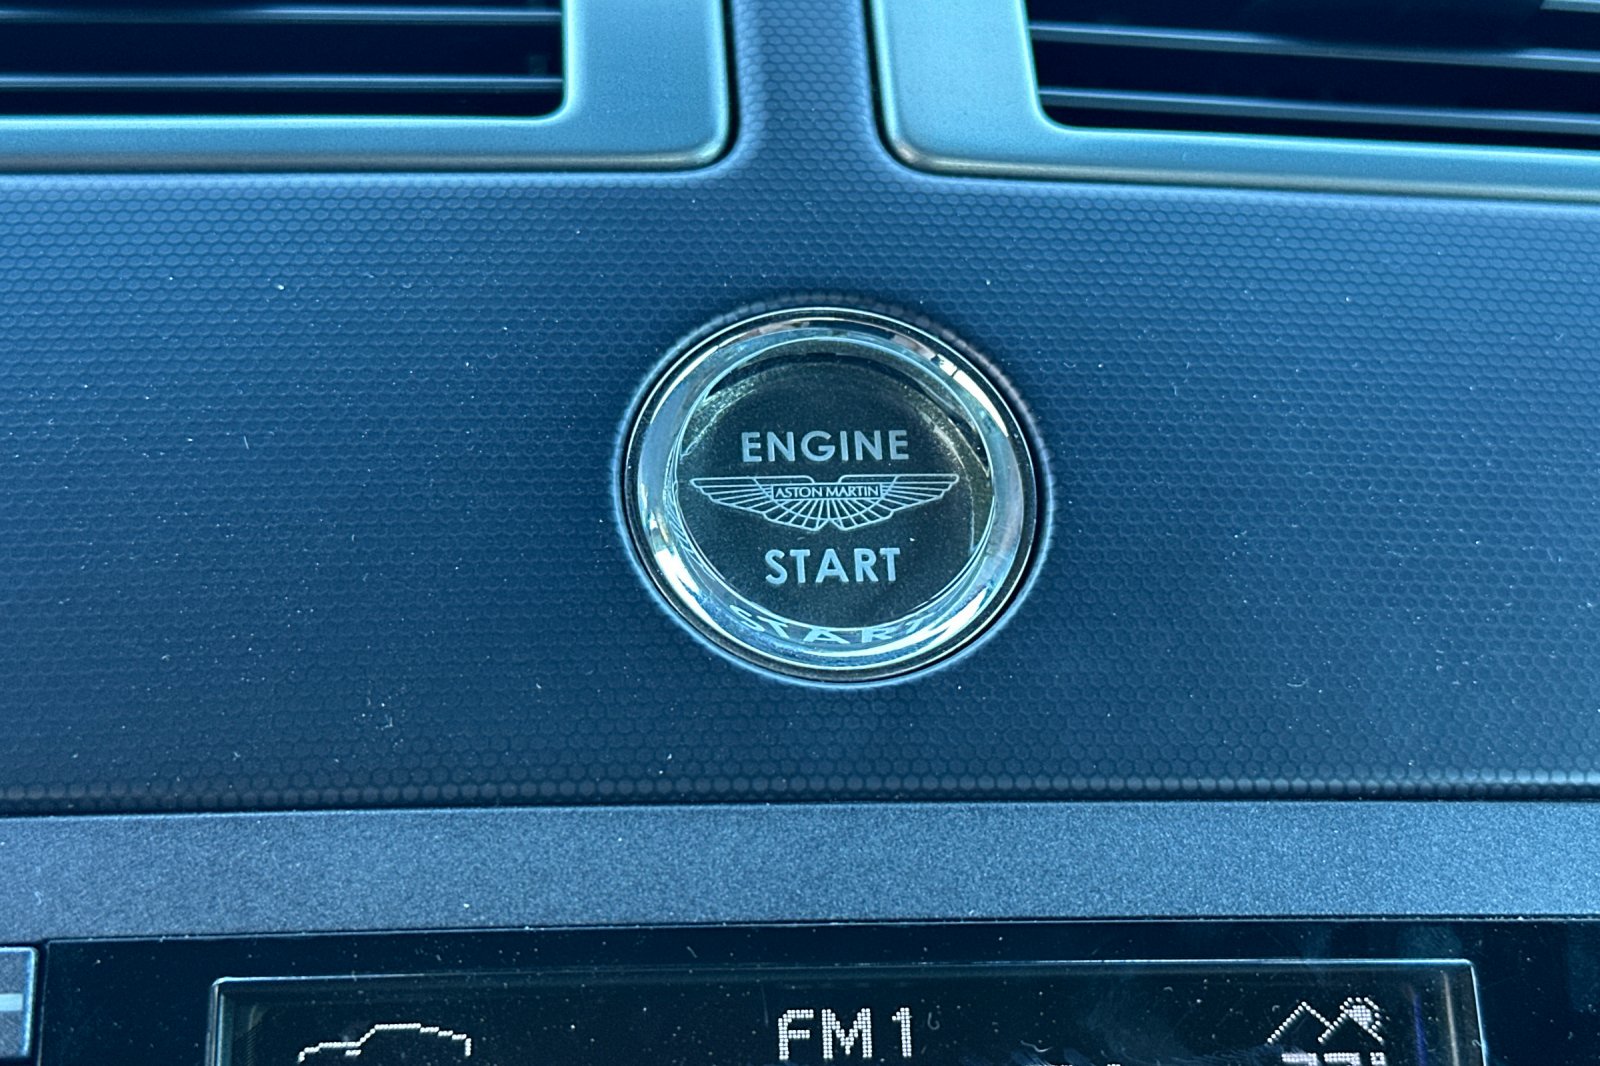 ENGINE
ASTON MARTIN
START
FM1